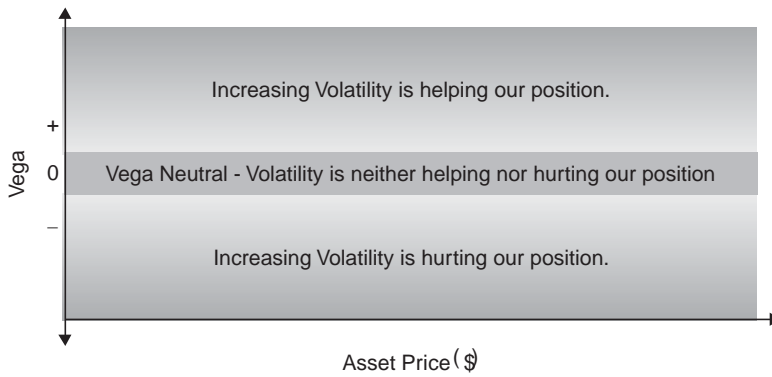 Increasing Volatility is helping our position.
+
Vega
0
Vega Neutral - Volatility is neither helping nor hurting our position
–
Increasing Volatility is hurting our position.
Asset Price ($)